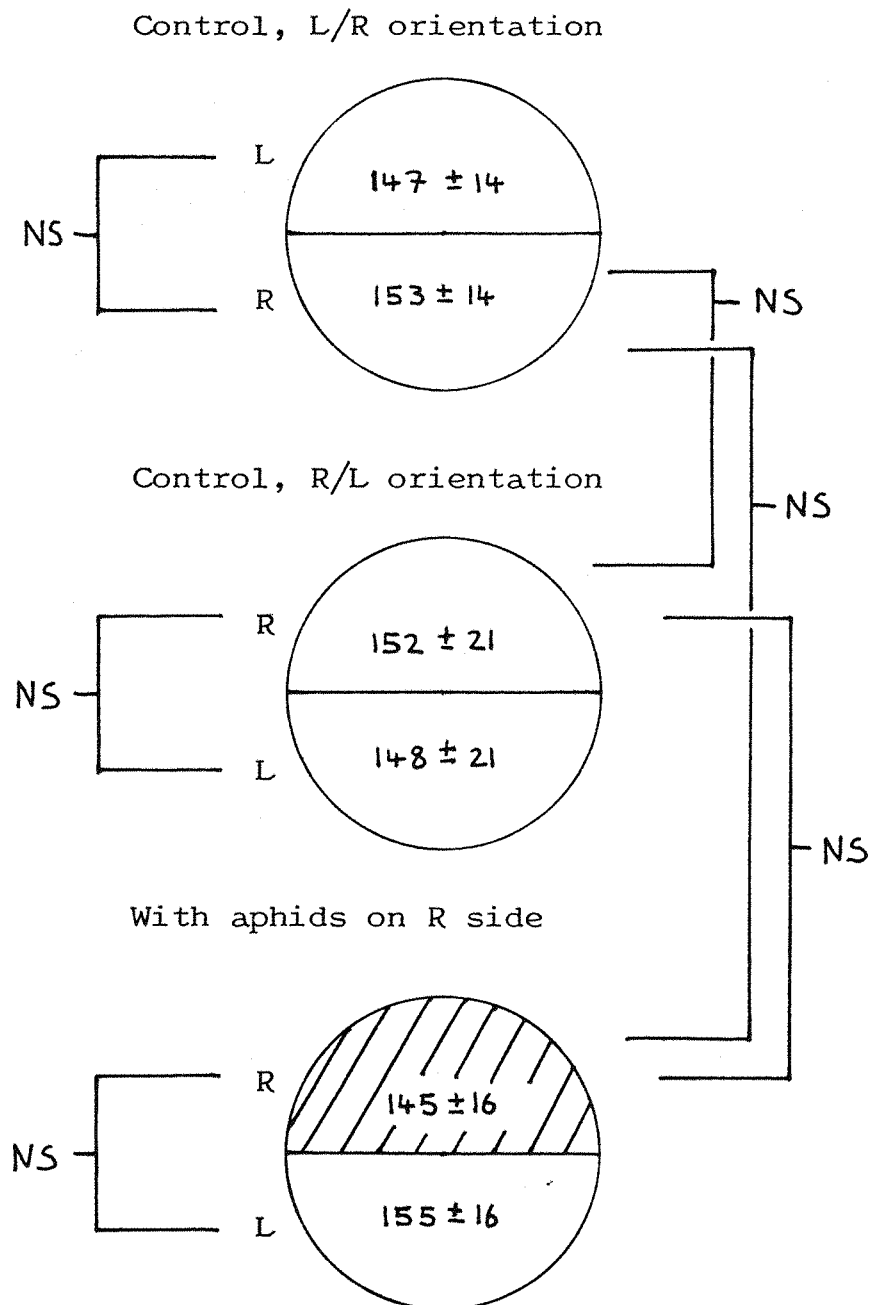 Control, L/R orientation
L
147 ± 14
NS
R
153 ± 14
NS
Control, R/L orientation
NS
R
152 ± 21
NS
L
148 ± 21
NS
With aphids on R side
R
145 ± 16
NS
L
155 ± 16